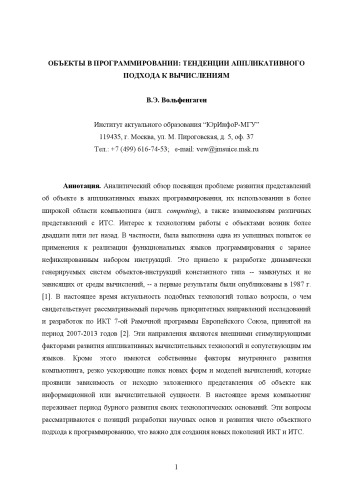 ОБЪЕКТЫ В ПРОГРАММИРОВАНИИ: ТЕНДЕНЦИИ АППЛИКАТИВНОГО
ПОДХОДА К ВЫЧИСЛЕНИЯМ
В.Э. Вольфенгаген
Институт актуального образования “ЮрИнфоР-МГУ”
119435, г. Москва, ул. М. Пироговская, д. 5, оф. 37
Тел.: +7 (499) 616-74-53; e-mail: vew@jmsuice.msk.ru
Аннотация. Аналитический обзор посвящен проблеме развития представлений
об объекте в аппликативных языках программирования, их использовании в более
широкой области компьютинга (англ. computing), а также взаимосвязям различных
представлений с ИТС. Интерес к технологиям работы с объектами возник более
двадцати пяти лет назад. В частности, была выполнена одна из успешных попыток ее
применения к реализации функциональных языков программирования с заранее
нефиксированным набором инструкций. Это привело к разработке динамически
генерируемых систем объектов-инструкций константного типа -- замкнутых и не
зависящих от среды вычислений, -- а первые результаты были опубликованы в 1987 г.
[1]. В настоящее время актуальность подобных технологий только возросла, о чем
свидетельствует рассматриваемый перечень приоритетных направлений исследований
и разработок по ИКТ 7-ой Рамочной программы Европейского Союза, принятой на
период 2007-2013 годов [2]. Эти направления являются внешними стимулирующими
факторами развития аппликативных вычислительных технологий и сопутствующим им
языков. Кроме этого имеются собственные факторы внутреннего развития
компьютинга, резко ускоряющие поиск новых форм и моделей вычислений, которые
проявили зависимость от исходно заложенного представления об объекте как
информационной или вычислительной сущности. В настоящее время компьютинг
переживает период бурного развития своих технологических оснований. Эти вопросы
рассматриваются с позиций разработки научных основ и развития чисто объектного
подхода к программированию, что важно для создания новых поколений ИКТ и ИТС.
1